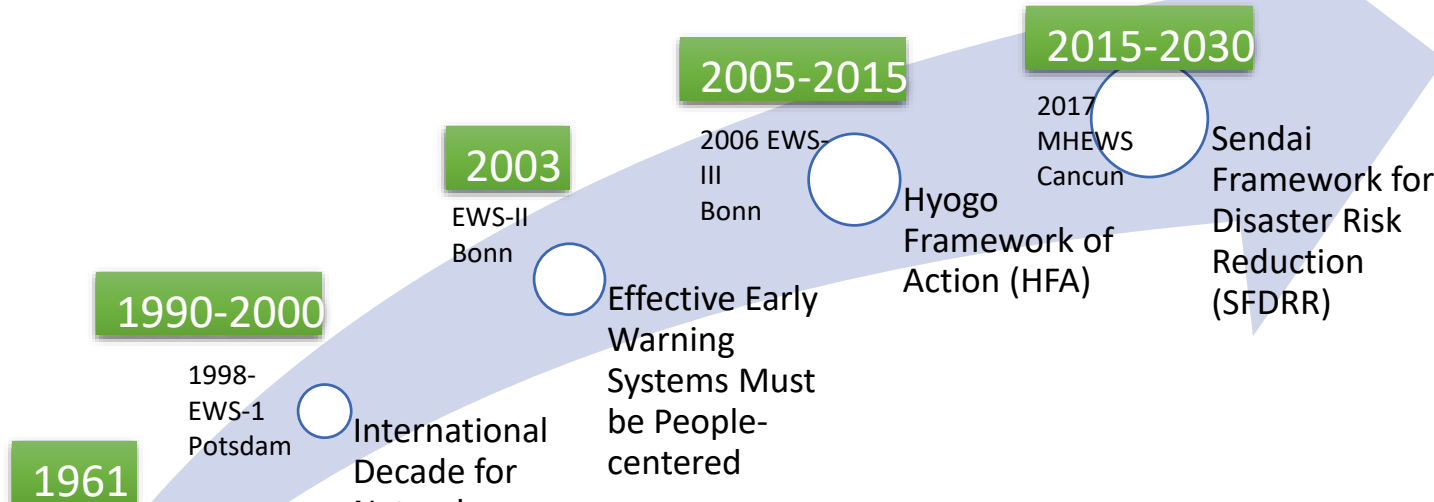 2015-2030
2017
MHEWS
Cancun
Sendai
Framework for
Disaster Risk
Reduction
(SFDRR)
2005-2015
2006 EWS-
III
Bonn
Hyogo
Framework of
Action (HFA)
2003
EWS-II
Bonn
Effective Early
Warning
Systems Must
be People-
centered
1990-2000
1998-
EWS-1
Potsdam
International
Decade for
1961